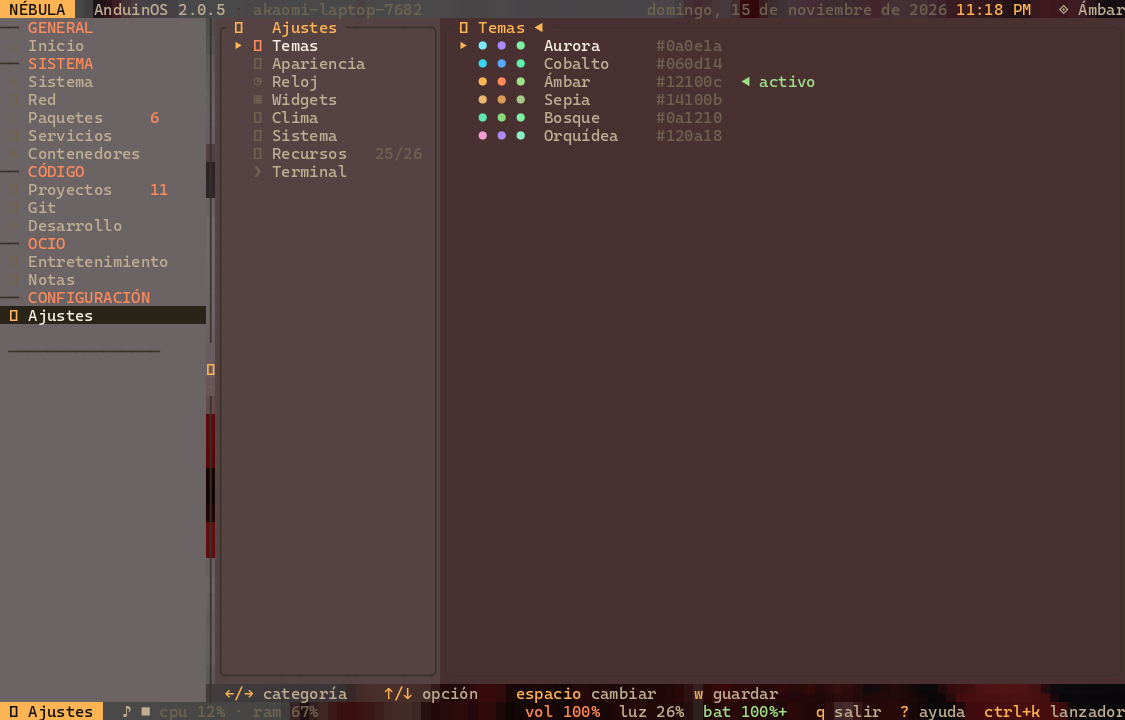 NÉBULA AnduinOS 2.0.5 · akaomi-laptop-7682 domingo, 15 de noviembre de 2026 11:18 PM Ámbar
GENERAL
Inicio
SISTEMA
Sistema
Red
Paquetes 6
Servicios
Contenedores
CÓDIGO
Proyectos 11
Git
Desarrollo
OCIO
Entretenimiento
Notas
CONFIGURACIÓN
Ajustes
Ajustes
Temas
Apariencia
Reloj
Widgets
Clima
Sistema
Recursos 25/26
Terminal
Temas
Aurora #0a0e1a
Cobalto #060d14
Ámbar #12100c activo
Sepia #14100b
Bosque #0a1210
Orquídea #120a18
←/→ categoría ↑/↓ opción espacio cambiar w guardar
Ajustes ♪ ■ cpu 12% · ram 67% vol 100% luz 26% bat 100%+ q salir ? ayuda ctrl+k lanzador